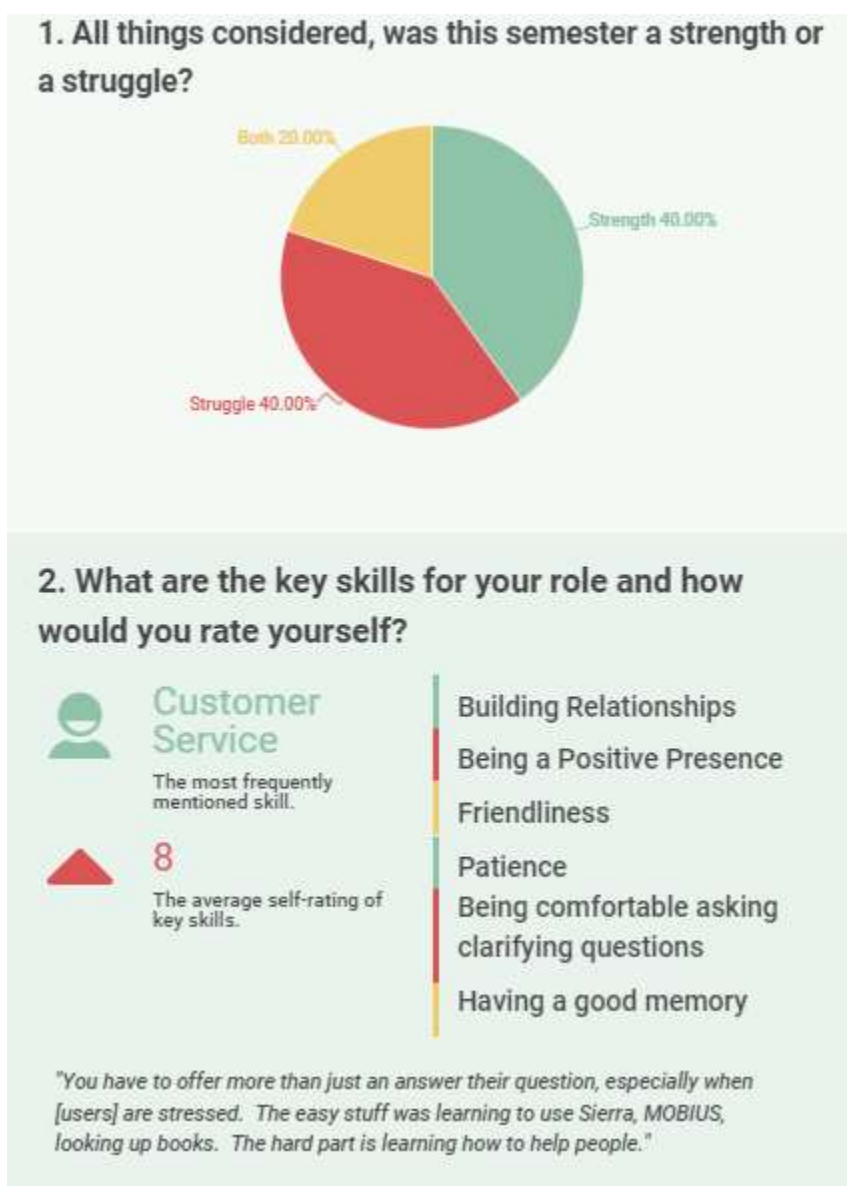 1. All things considered, was this semester a strength or
a struggle?
Both 20.00%
Strength 40.00%
Struggle 40.00%
2. What are the key skills for your role and how
would you rate yourself?
Customer
Service
The most frequently
mentioned skill.
8
The average self-rating of
key skills.
Building Relationships
Being a Positive Presence
Friendliness
Patience
Being comfortable asking
clarifying questions
Having a good memory
"You have to offer more than just an answer their question, especially when
[users] are stressed.  The easy stuff was learning to use Sierra, MOBIUS,
looking up books.  The hard part is learning how to help people."